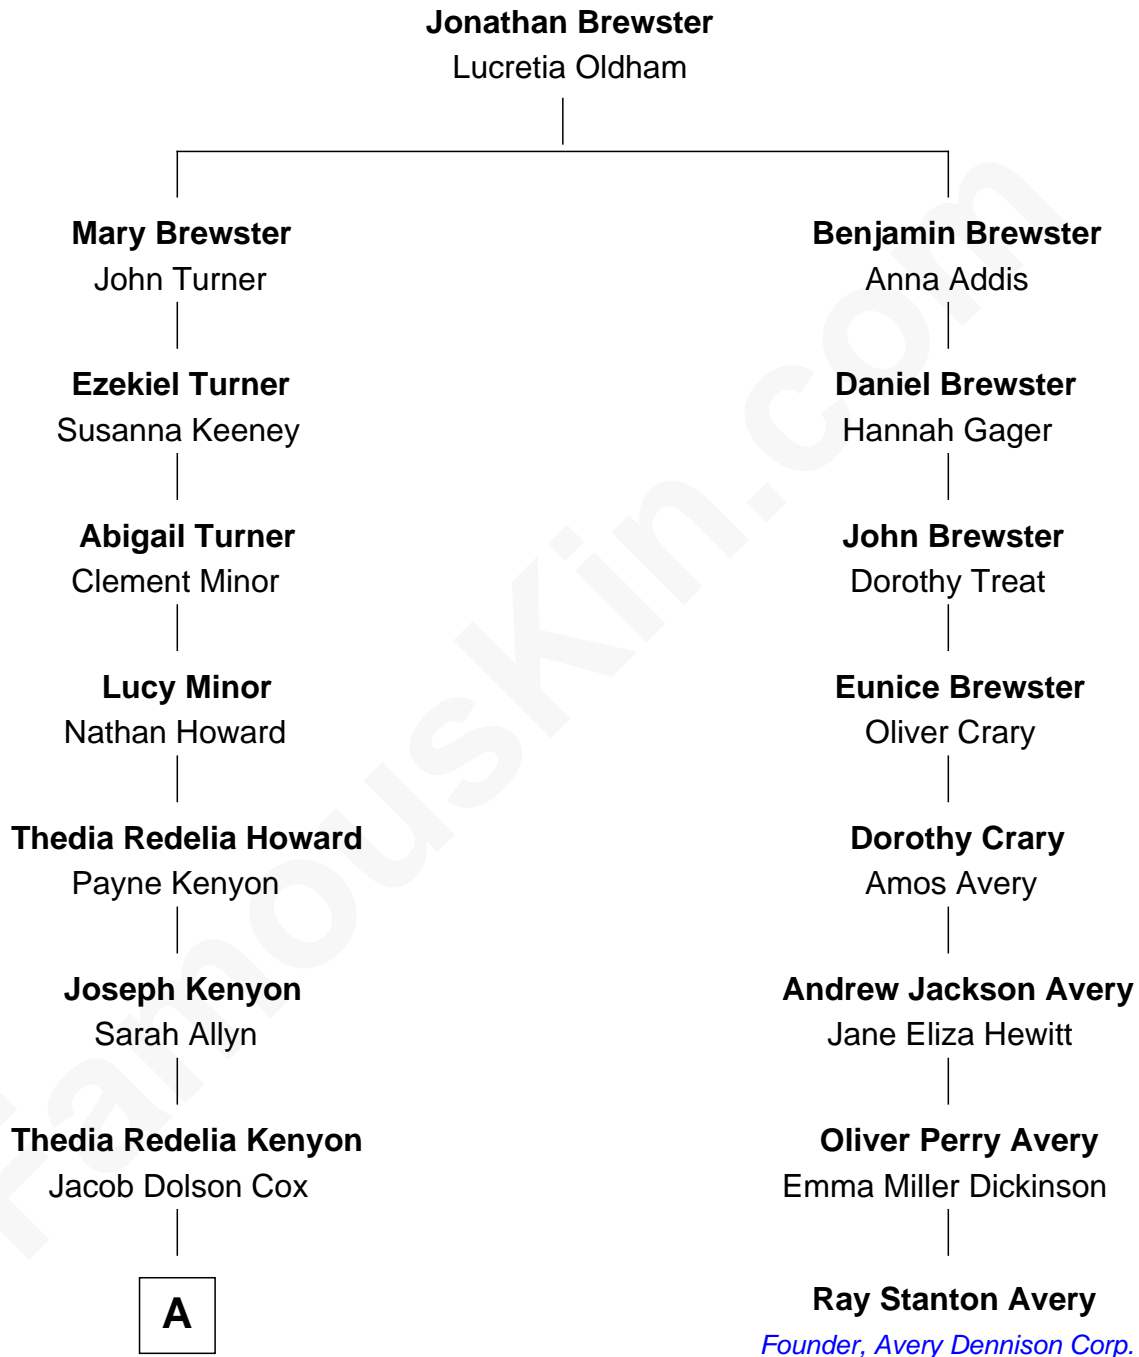 Jonathan Brewster
Lucretia Oldham
Mary Brewster
John Turner
Benjamin Brewster
Anna Addis
Ezekiel Turner
Susanna Keeney
Daniel Brewster
Hannah Gager
Abigail Turner
Clement Minor
John Brewster
Dorothy Treat
Lucy Minor
Nathan Howard
Eunice Brewster
Oliver Crary
Thedia Redelia Howard
Payne Kenyon
Dorothy Crary
Amos Avery
Joseph Kenyon
Sarah Allyn
Andrew Jackson Avery
Jane Eliza Hewitt
Thedia Redelia Kenyon
Jacob Dolson Cox
Oliver Perry Avery
Emma Miller Dickinson
A
Ray Stanton Avery
Founder, Avery Dennison Corp.
FamousKin.com